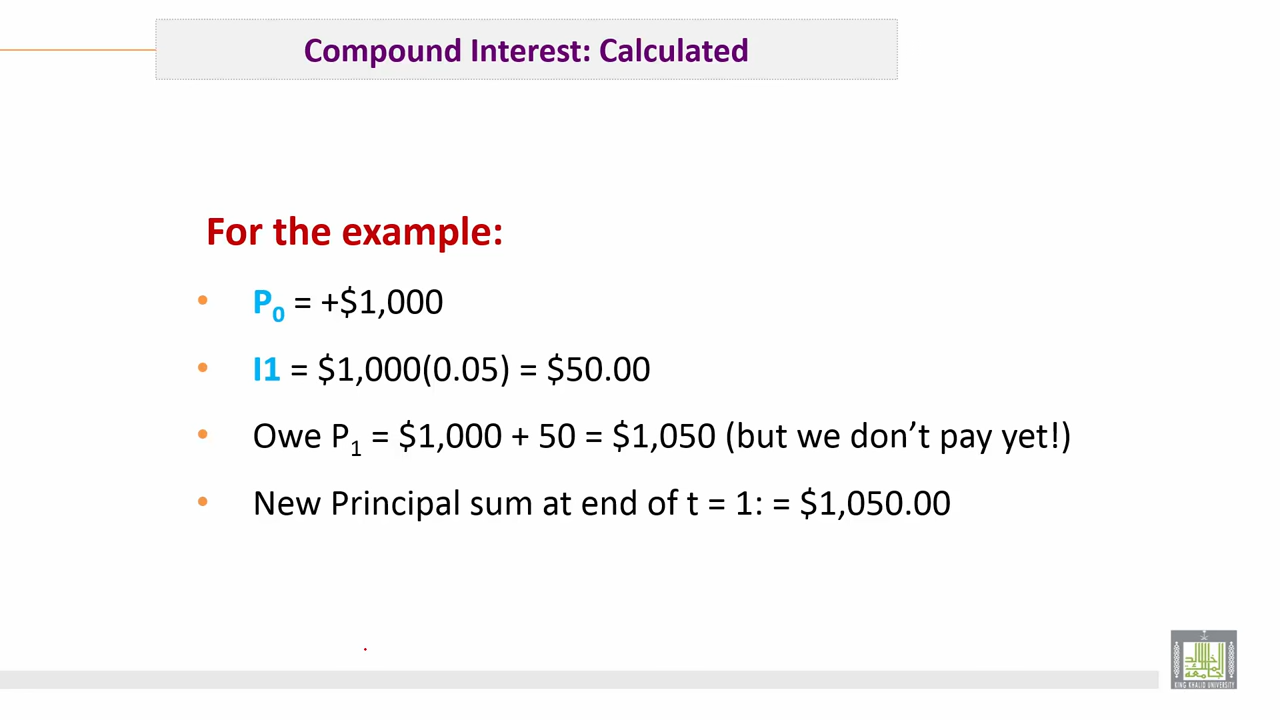 Compound Interest: Calculated
For the example:
• P₀ = +$1,000
• I1 = $1,000(0.05) = $50.00
• Owe P₁ = $1,000 + 50 = $1,050 (but we don’t pay yet!)
• New Principal sum at end of t = 1: = $1,050.00
KING KHALID UNIVERSITY